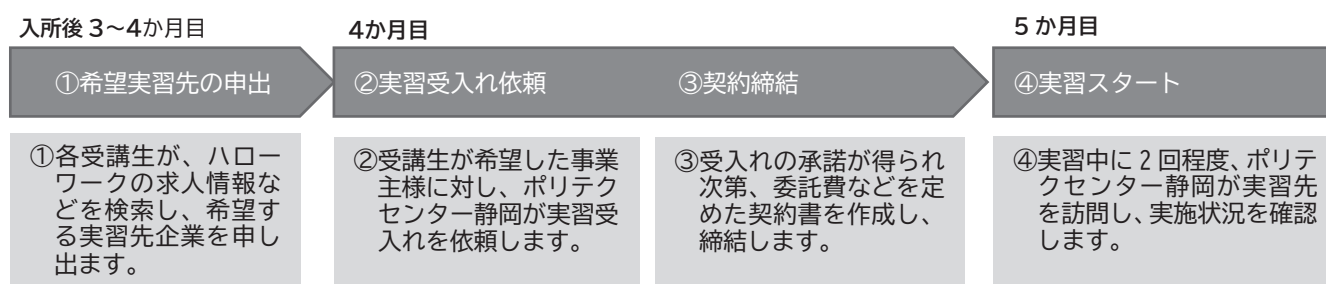 入所後 3～4か月目
4か月目
5 か月目
①希望実習先の申出
②実習受入れ依頼
③契約締結
④実習スタート
①各受講生が、ハロー
ワークの求人情報な
どを検索し、希望す
る実習先企業を申し
出ます。
②受講生が希望した事業
主様に対し、ポリテク
センター静岡が実習受
入れを依頼します。
③受入れの承諾が得られ
次第、委託費などを定
めた契約書を作成し、
締結します。
④実習中に 2 回程度、ポリテ
クセンター静岡が実習先
を訪問し、実施状況を確認
します。